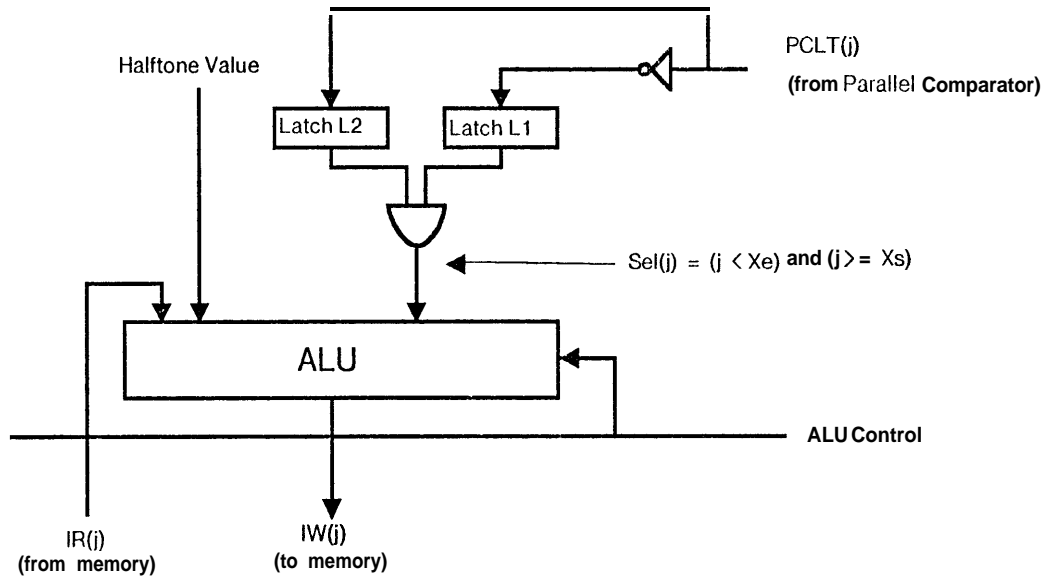 PCLT(j)
(from Parallel Comparator)
Halftone Value
Latch L2
Latch L1
Sel(j) = (j < Xe) and (j >= Xs)
ALU
ALU Control
IR(j)
(from memory)
IW(j)
(to memory)